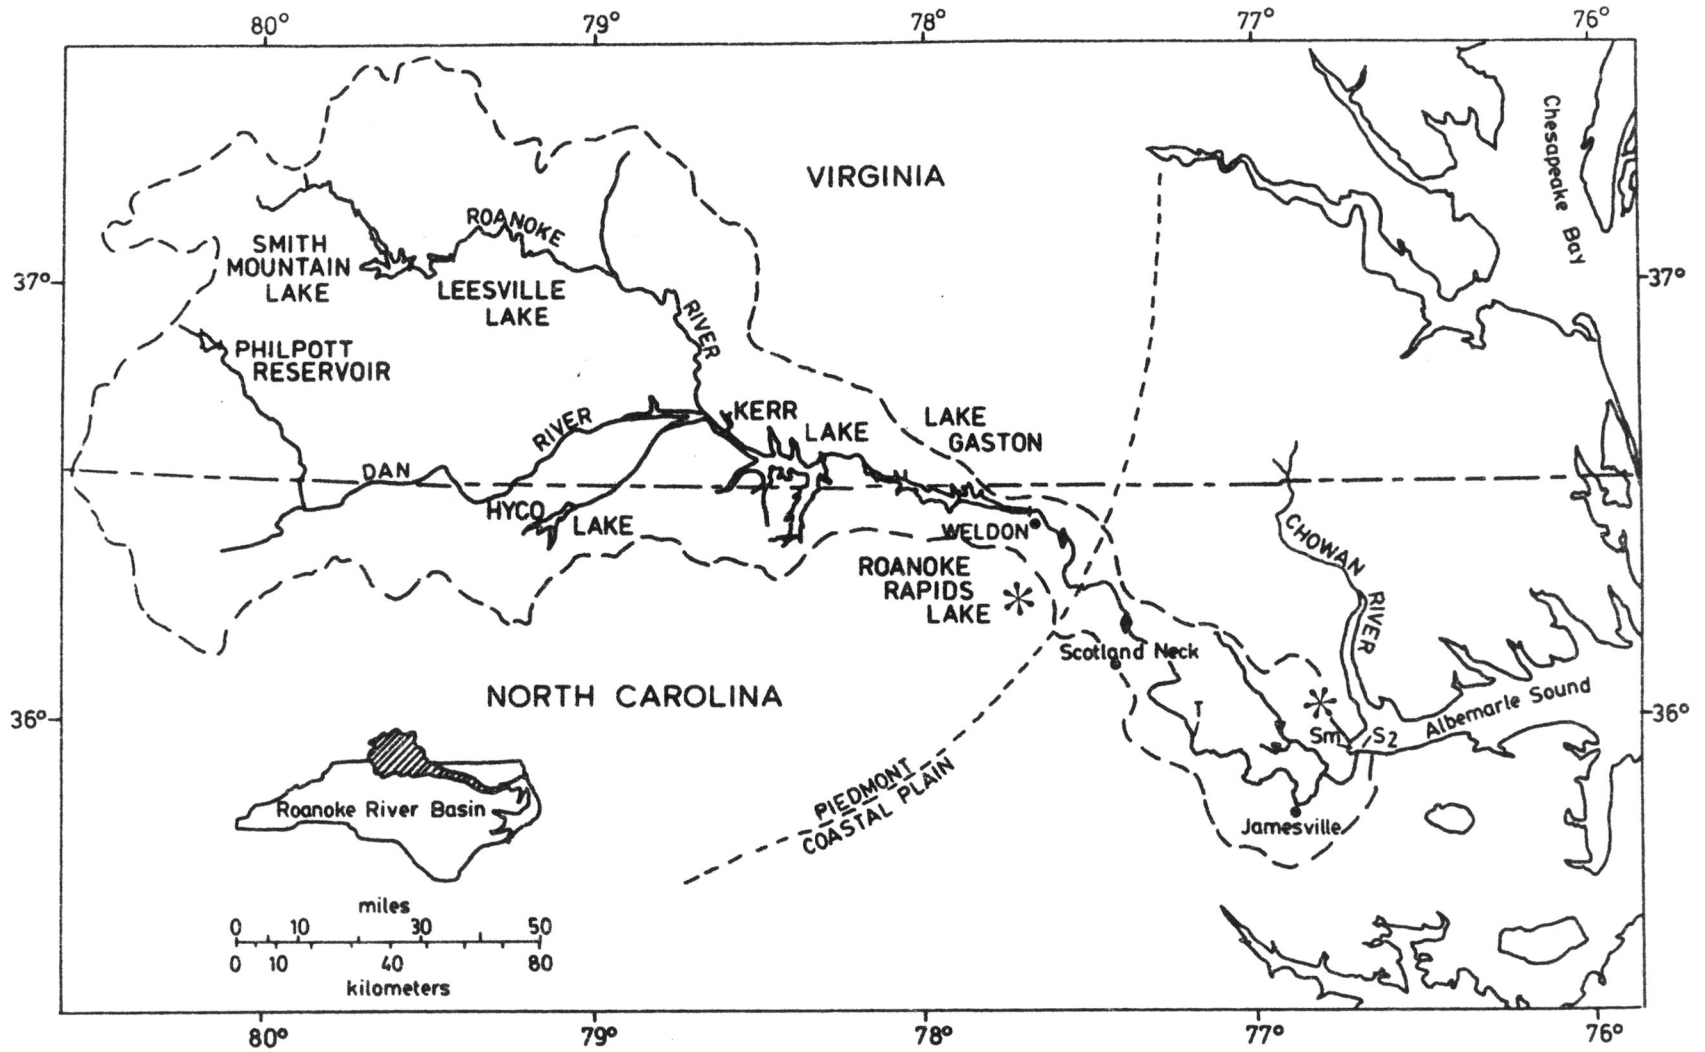 80°
79°
78°
77°
76°
Chesapeake Bay
VIRGINIA
ROANOKE
SMITH
MOUNTAIN
LAKE
37°
37°
LEESVILLE
LAKE
RIVER
PHILPOTT
RESERVOIR
KERR
LAKE
LAKE
GASTON
RIVER
DAN
HYCO
LAKE
WELDON
CHOWAN
RIVER
ROANOKE
RAPIDS
LAKE
Scotland Neck
NORTH CAROLINA
36°
36°
T
Sm
S2
Albemarle Sound
PIEDMONT
COASTAL PLAIN
Roanoke River Basin
Jamesville
miles
0 10 30 50
0 10 40 80
kilometers
80°
79°
78°
77°
76°